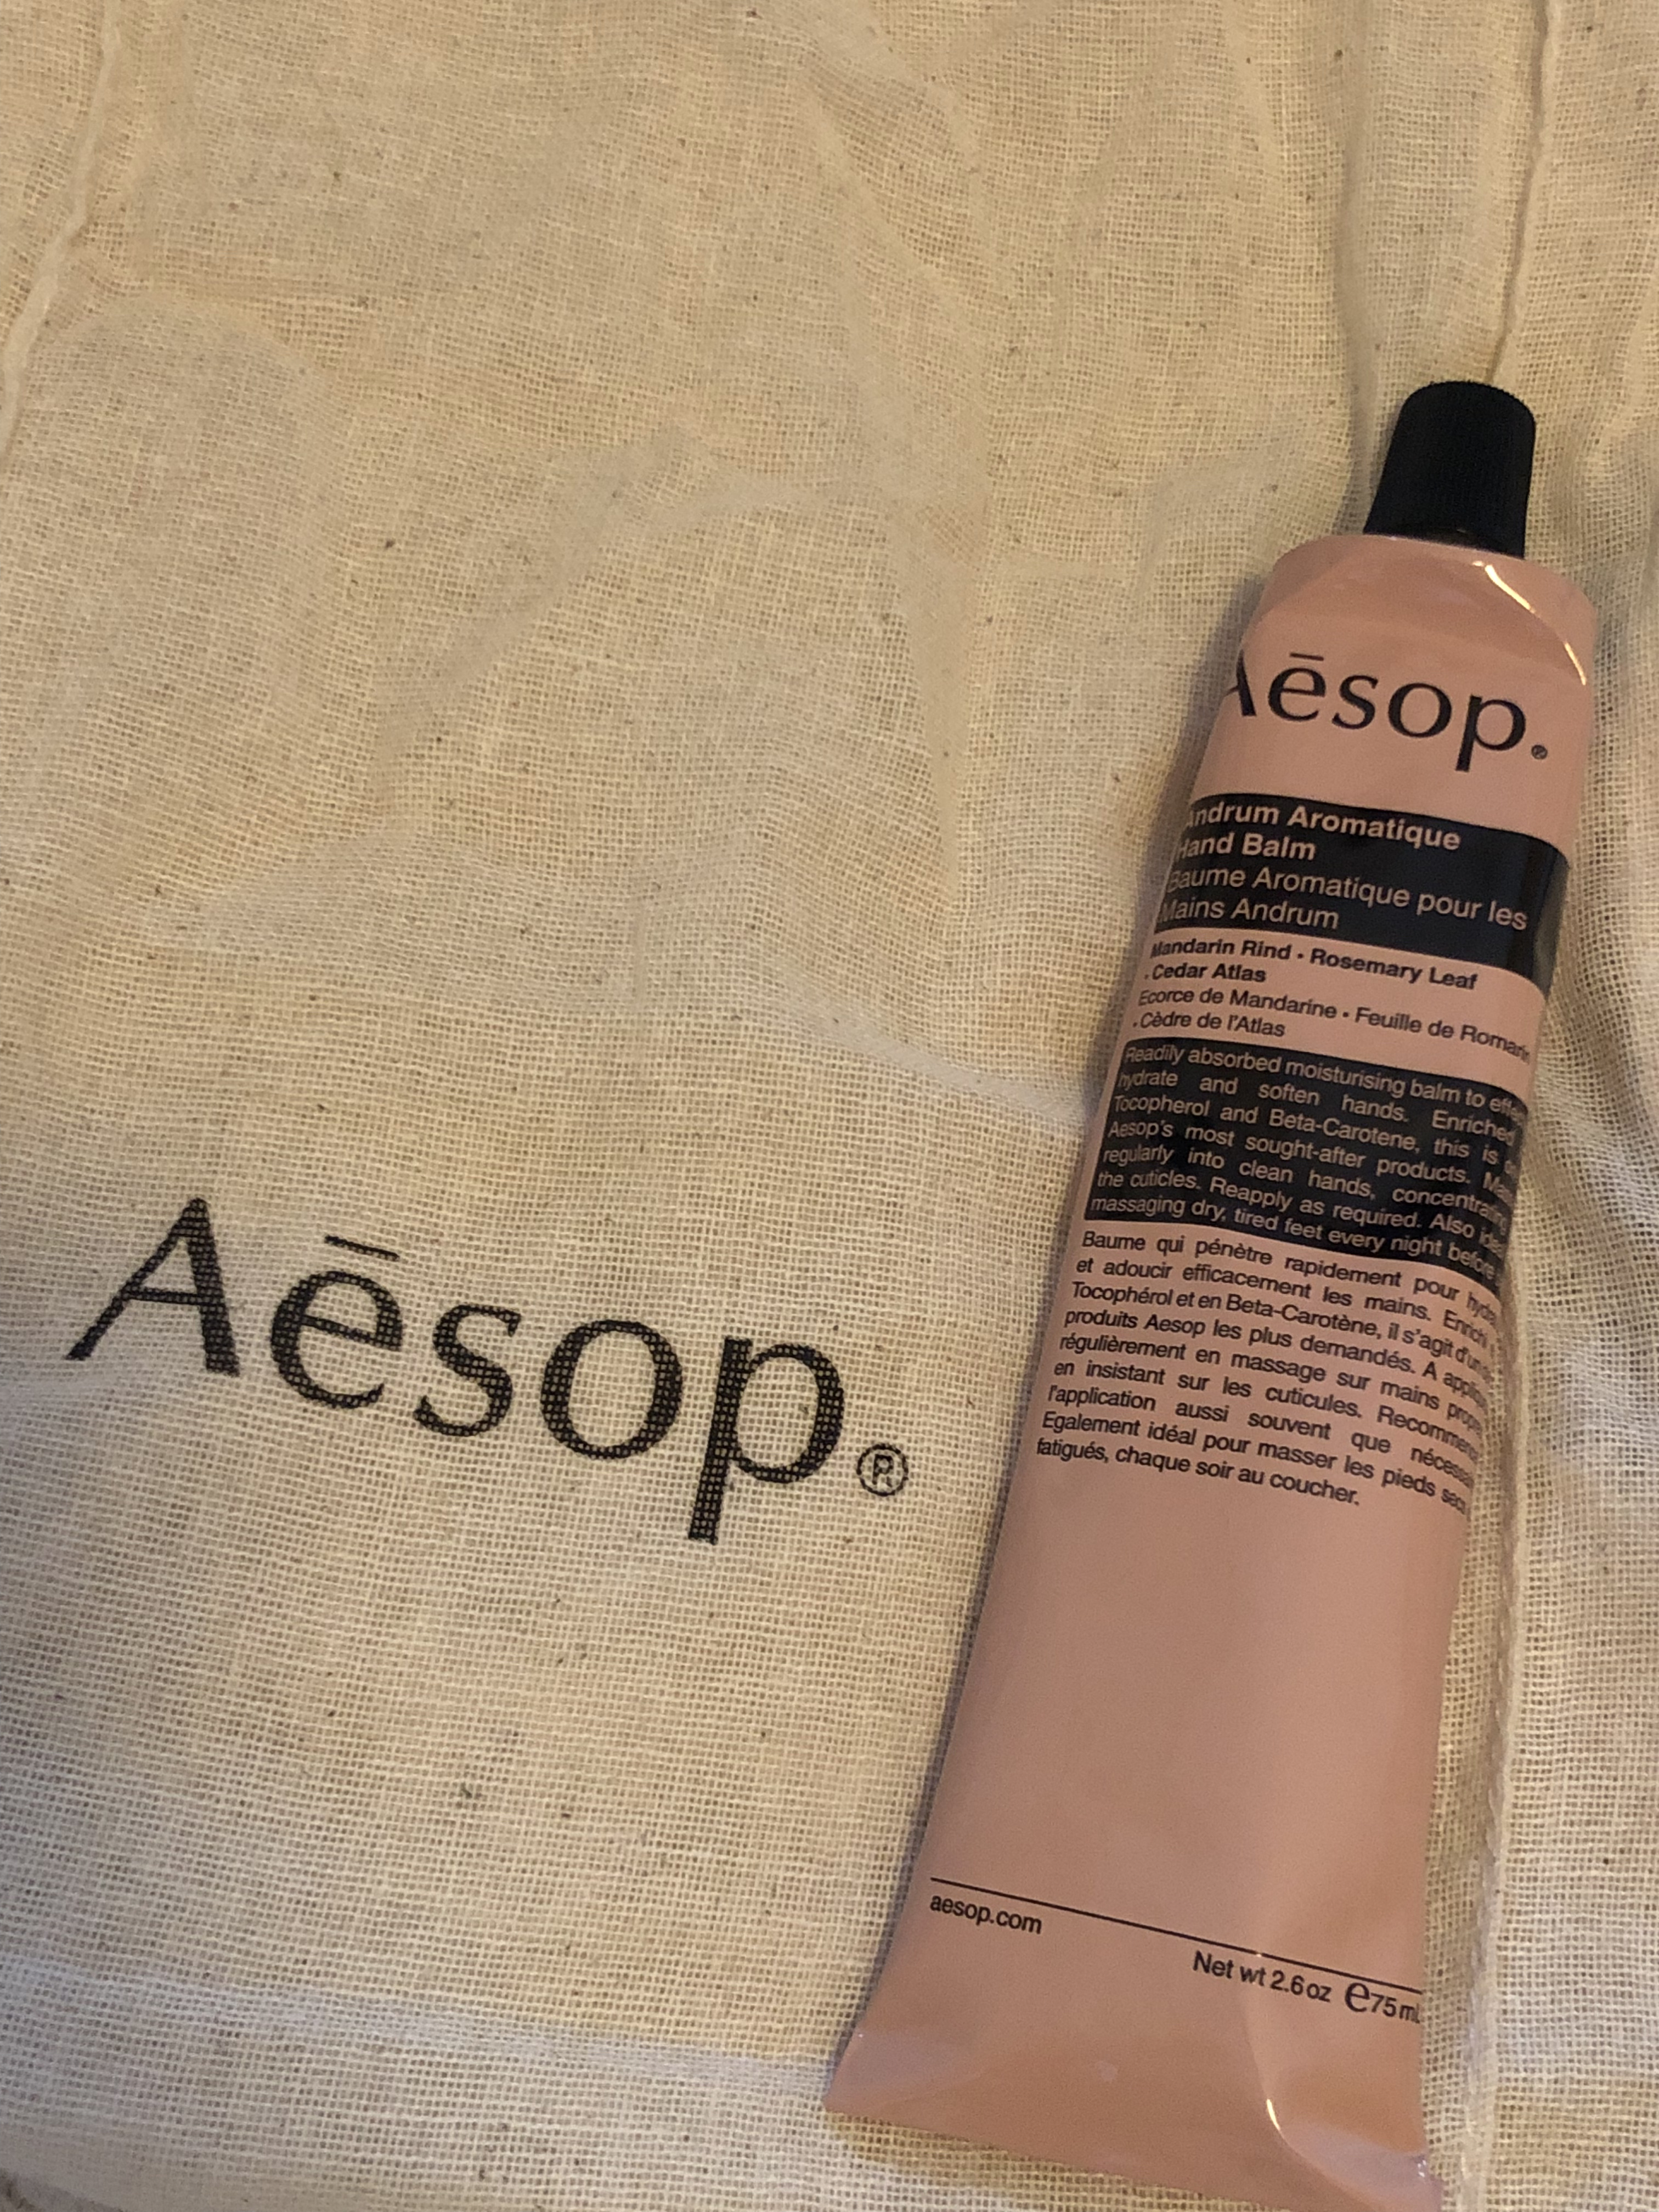 Aēsop.®
Aēsop.®
Andrum Aromatique
Hand Balm
Baume Aromatique pour les
Mains Andrum
Mandarin Rind • Rosemary Leaf
• Cedar Atlas
Ecorce de Mandarine • Feuille de Romarin
• Cèdre de l'Atlas
Readily absorbed moisturising balm to
hydrate and soften hands. Enriched
Tocopherol and Beta-Carotene, this is
Aesop's most sought-after products.
regularly into clean hands,
the cuticles. Reapply as required. Also
massaging dry, tired feet every night before
Baume qui pénètre rapidement pour
et adoucir efficacement les mains. Enrichi
Tocophérol et en Beta-Carotène, il s'agit
produits Aesop les plus demandés. A
régulièrement en massage sur mains
en insistant sur les cuticules.
l'application aussi souvent que
Egalement idéal pour masser les pieds
fatigués, chaque soir au coucher.
aesop.com
Net wt 2.6 oz ℮75 mL